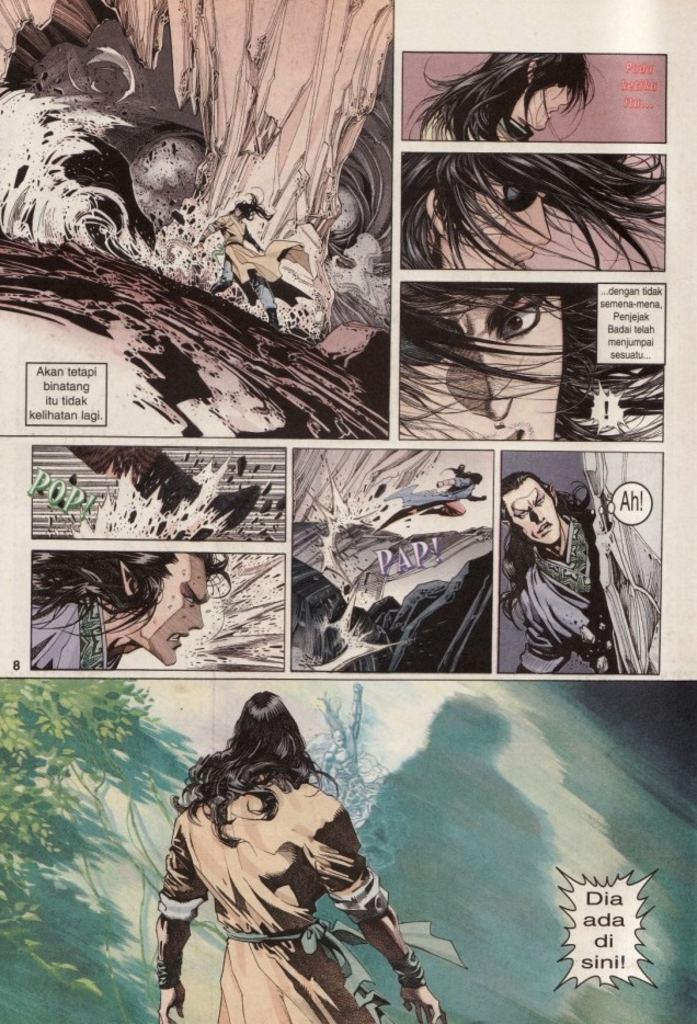 Akan tetapi
binatang
itu tidak
kelihatan lagi.
Pada
ketika
itu...
...dengan tidak
semena-mena,
Penjejak
Badai telah
menjumpai
sesuatu...
!
POP!
PAP!
Ah!
8
Dia
ada
di
sini!